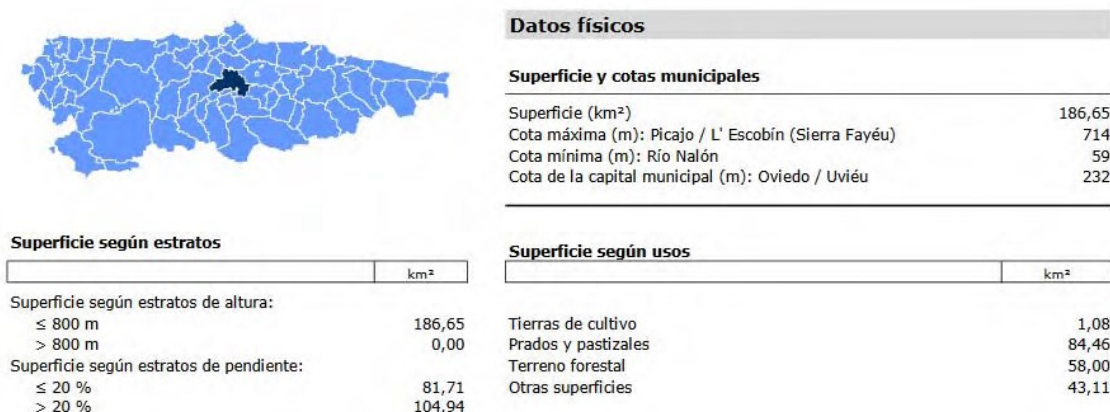 Datos físicos
Superficie y cotas municipales
Superficie (km²) 186,65
Cota máxima (m): Picajo / L' Escobín (Sierra Fayéu) 714
Cota mínima (m): Río Nalón 59
Cota de la capital municipal (m): Oviedo / Uviéu 232
Superficie según estratos
km²
Superficie según estratos de altura:
≤ 800 m 186,65
> 800 m 0,00
Superficie según estratos de pendiente:
≤ 20 % 81,71
> 20 % 104,94
Superficie según usos
km²
Tierras de cultivo 1,08
Prados y pastizales 84,46
Terreno forestal 58,00
Otras superficies 43,11